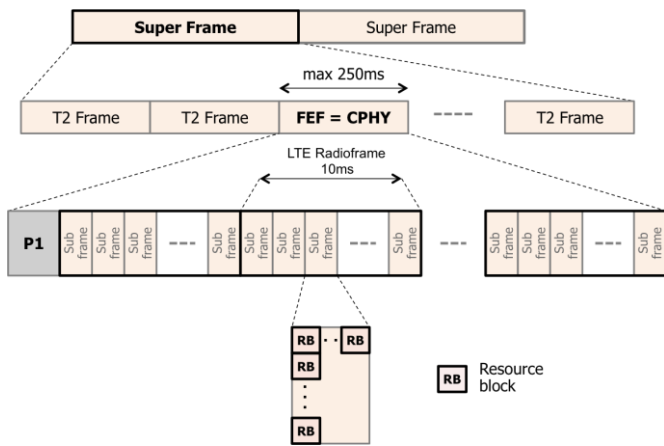 Super Frame Super Frame
max 250ms
T2 Frame T2 Frame FEF = CPHY T2 Frame
LTE Radioframe
10ms
P1
Sub frame Sub frame Sub frame Sub frame Sub frame Sub frame Sub frame Sub frame Sub frame Sub frame Sub frame Sub frame
RB RB
RB
RB
RB Resource
block